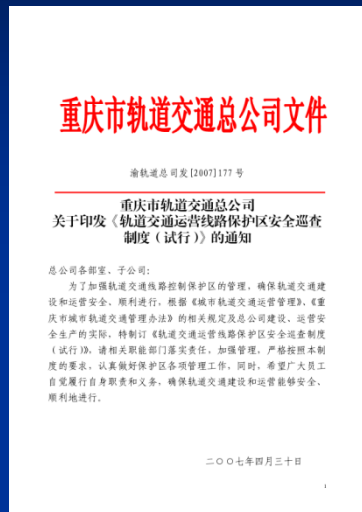 重庆市轨道交通总公司文件
渝轨道总司发[2007]177 号
重庆市轨道交通总公司
关于印发《轨道交通运营线路保护区安全巡查
制度（试行）》的通知
总公司各部室、子公司：
为了加强轨道交通线路控制保护区的管理、确保轨道交通建
设和运营安全、顺利进行，根据《城市轨道交通运营管理》、《重
庆市城市轨道交通管理办法》的相关规定及总公司建设、运营安
全生产的实际，特制订《轨道交通运营线路保护区安全巡查制度
（试行）》，请相关职能部门落实责任，加强管理，严格按照本制
度的要求，认真做好保护区各项管理工作，同时，希望广大员工
自觉履行自身职责和义务，确保轨道交通建设和运营能够安全、
顺利地进行。
二〇〇七年四月三十日
1